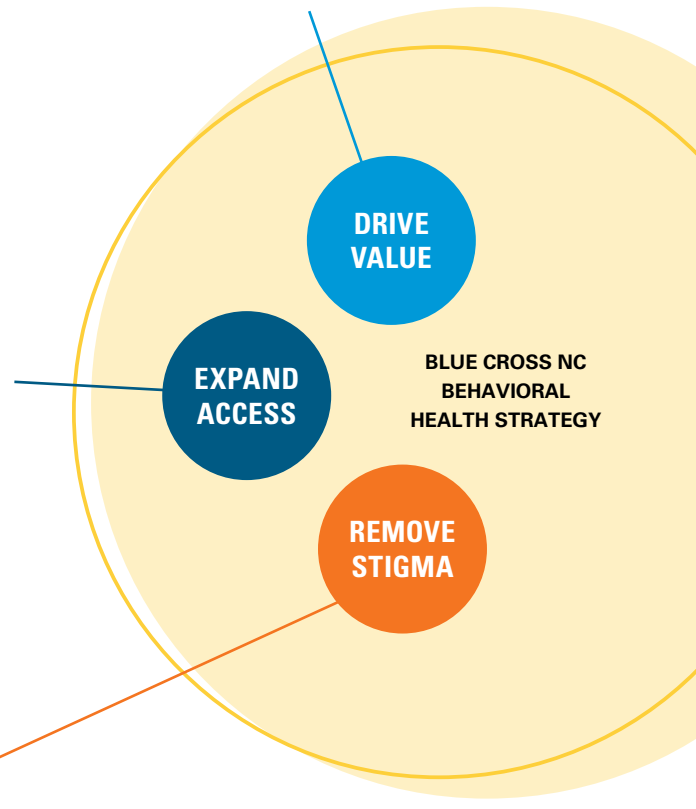 DRIVE
VALUE
EXPAND
ACCESS
BLUE CROSS NC
BEHAVIORAL
HEALTH STRATEGY
REMOVE
STIGMA